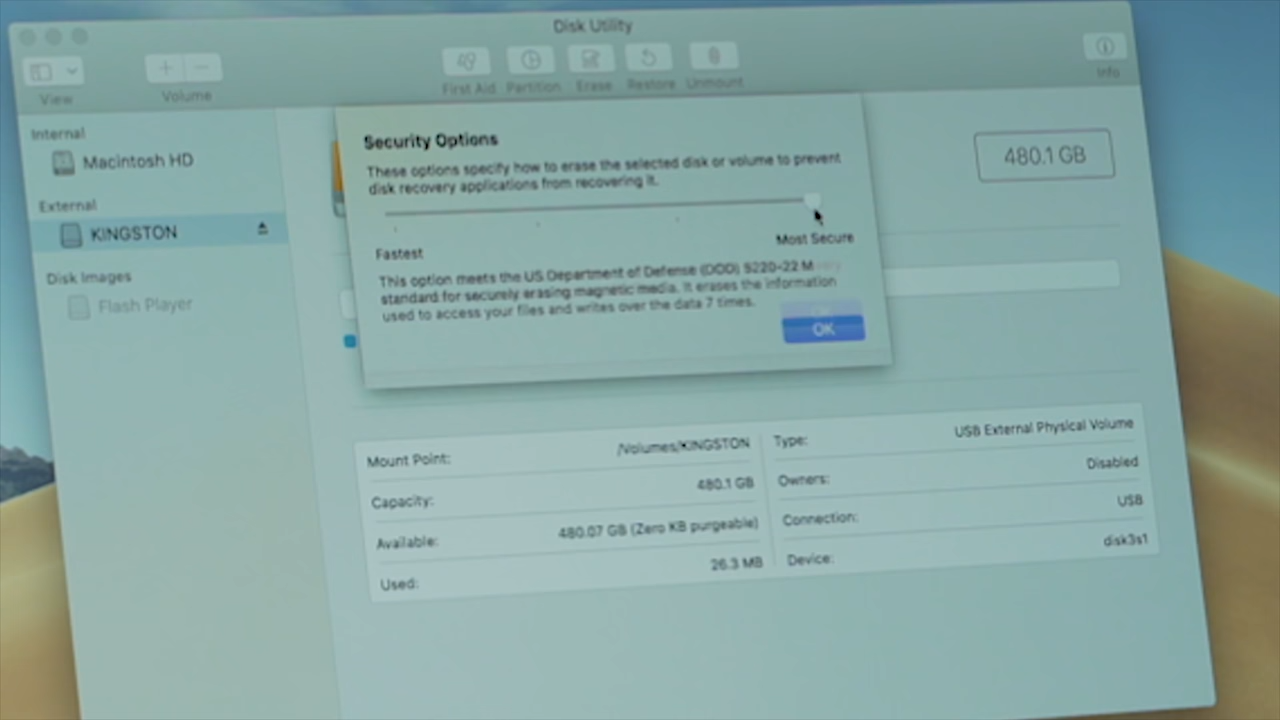 Disk Utility
View
Volume
First Aid
Partition
Erase
Restore
Unmount
Info
Internal
Macintosh HD
External
KINGSTON
Disk Images
Flash Player
480.1 GB
Security Options
These options specify how to erase the selected disk or volume to prevent
disk recovery applications from recovering it.
Fastest
Most Secure
This option meets the US Department of Defense (DOD) 5220-22 M
standard for securely erasing magnetic media. It erases the information
used to access your files and writes over the data 7 times.
OK
Mount Point: /Volumes/KINGSTON
Capacity: 480.1 GB
Available: 480.07 GB (Zero KB purgeable)
Used: 26.3 MB
Type: USB External Physical Volume
Owners: Disabled
Connection: USB
Device: disk3s1